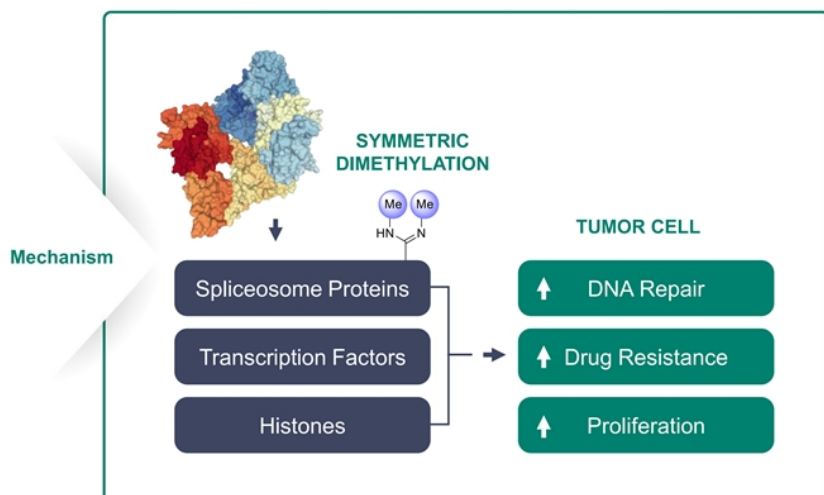 SYMMETRIC
DIMETHYLATION
Me Me
HN N
Mechanism
TUMOR CELL
Spliceosome Proteins
Transcription Factors
Histones
DNA Repair
Drug Resistance
Proliferation